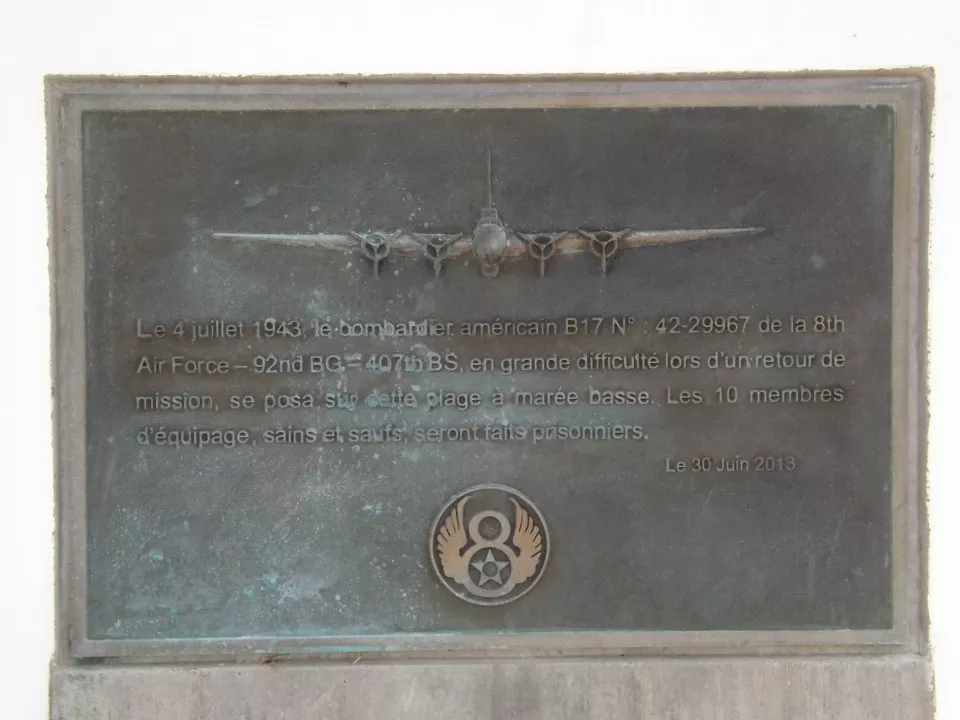 Le 4 juillet 1943, le bombardier américain B17 N° : 42-29967 de la 8th
Air Force – 92nd BG – 407th BS, en grande difficulté lors d'un retour de
mission, se posa sur cette plage à marée basse. Les 10 membres
d'équipage, sains et saufs, seront faits prisonniers.
Le 30 Juin 2013
8